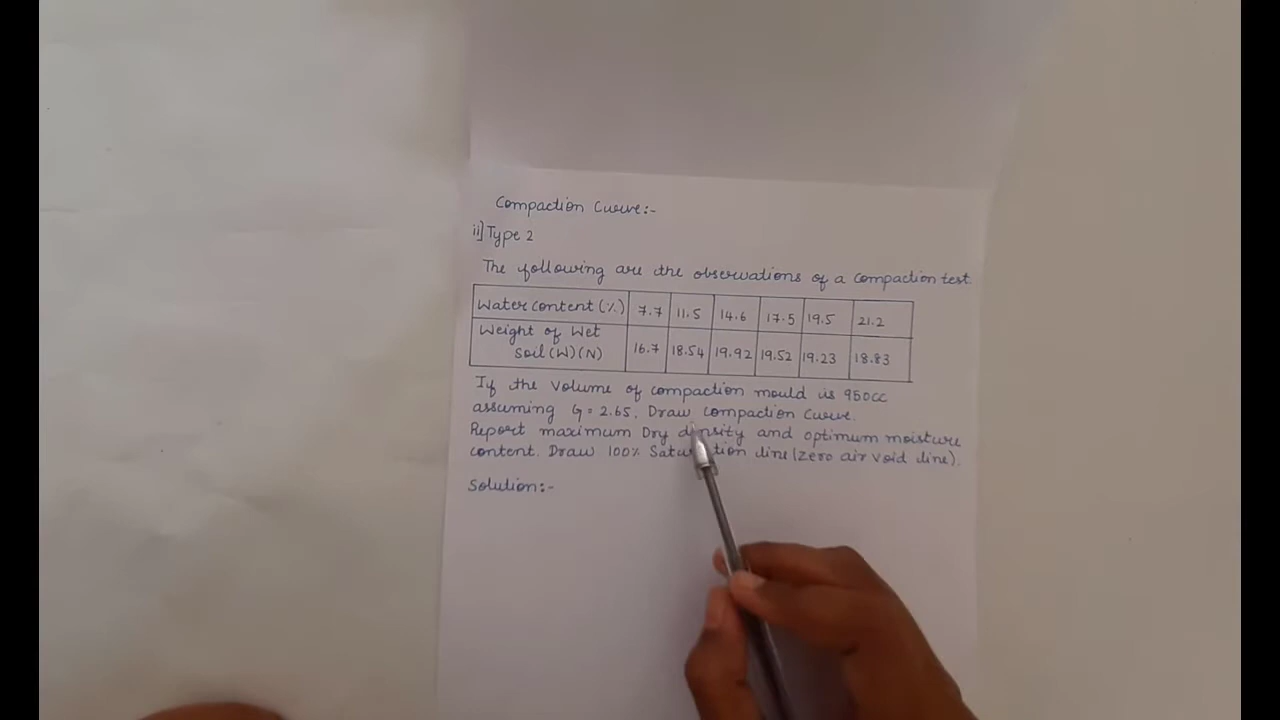 Compaction Curve:-
ii] Type 2
The following are the observations of a compaction test.
Water content (%) 7.7 11.5 14.6 17.5 19.5 21.2
Weight of Wet
Soil (W) (N) 16.7 18.54 19.92 19.52 19.23 18.83
If the volume of compaction mould is 950cc
assuming G = 2.65. Draw compaction Curve.
Report maximum Dry density and optimum moisture
content. Draw 100% Saturation line (zero air void line).
Solution:-